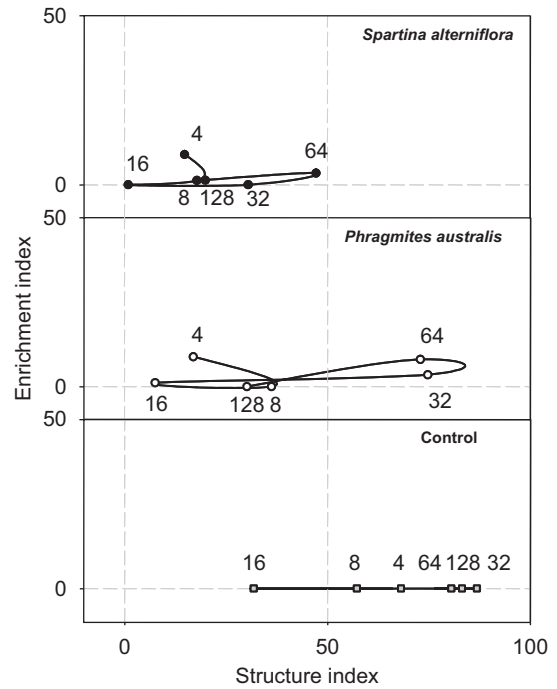 50
Spartina alterniflora
4
16
64
8 128 32
0
50
Phragmites australis
4
64
16 128 8 32
0
50
Control
16 8 4 64 128 32
0
0 50 100
Structure index
Enrichment index